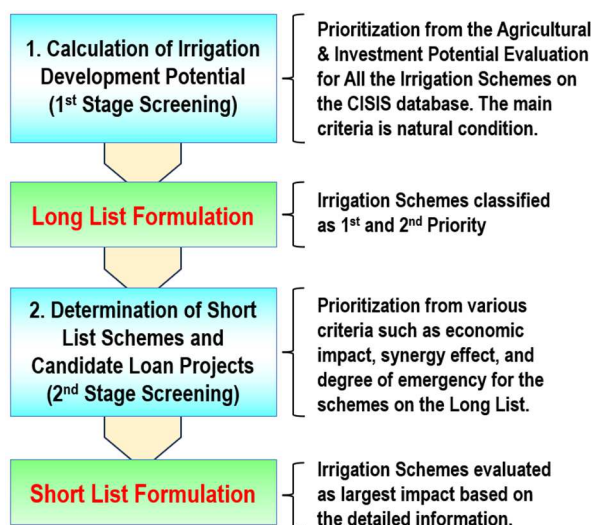 1. Calculation of Irrigation
Development Potential
(1st Stage Screening)
Prioritization from the Agricultural
& Investment Potential Evaluation
for All the Irrigation Schemes on
the CISIS database. The main
criteria is natural condition.
Long List Formulation
Irrigation Schemes classified
as 1st and 2nd Priority
2. Determination of Short
List Schemes and
Candidate Loan Projects
(2nd Stage Screening)
Prioritization from various
criteria such as economic
impact, synergy effect, and
degree of emergency for the
schemes on the Long List.
Short List Formulation
Irrigation Schemes evaluated
as largest impact based on
the detailed information.